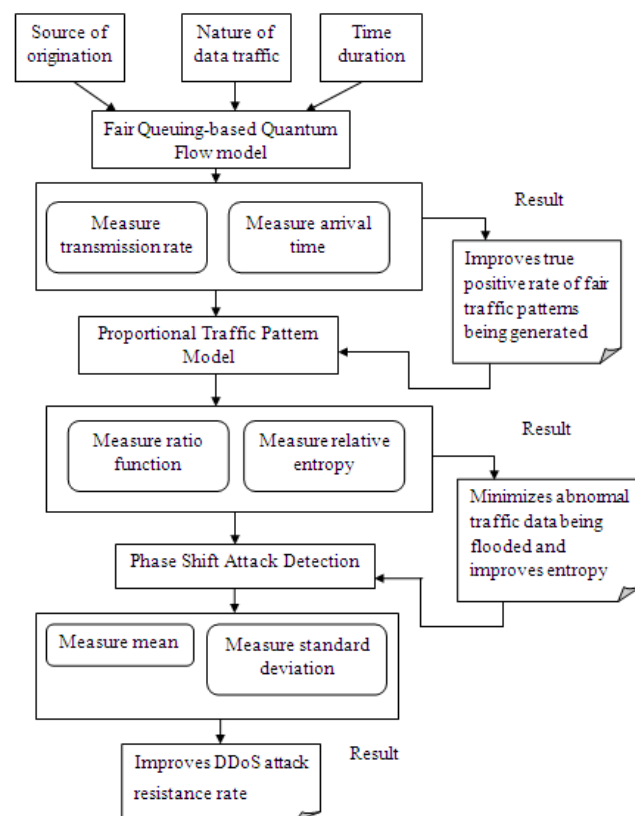 Source of
origination
Nature of
data traffic
Time
duration
Fair Queuing-based Quantum
Flow model
Result
Measure
transmission rate
Measure arrival
time
Improves true
positive rate of fair
traffic patterns
being generated
Proportional Traffic Pattern
Model
Result
Measure ratio
function
Measure relative
entropy
Minimizes abnormal
traffic data being
flooded and
improves entropy
Phase Shift Attack Detection
Measure mean
Measure standard
deviation
Result
Improves DDoS attack
resistance rate